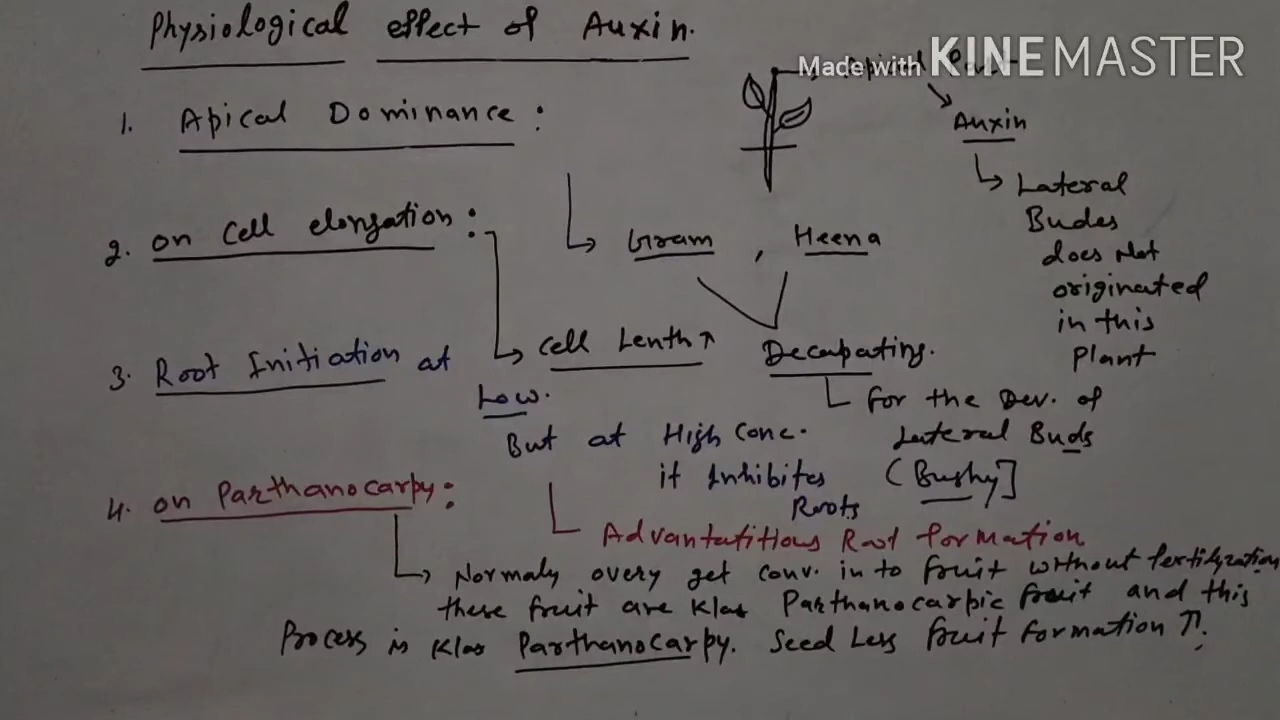 Physiological effect of Auxin.
Made with KINEMASTER
1. Apical Dominance :
Auxin
Lateral
Budes
does Not
originated
in this
Plant
2. on Cell elongation :
Gram , Heena
Cell Lenth ↑
Decapating.
for the Dev. of
Lateral Buds
(Bushy]
3. Root Initiation at
Low.
But at High Conc.
it Inhibites
Roots
Advantatitious Root formation
4. on Parthanocarpy :
Normaly overy get conv. in to fruit without fertilization
these fruit are Klas Parthanocarpic fruit and this
Process is Klas Parthanocarpy. Seed Less fruit formation ↑.